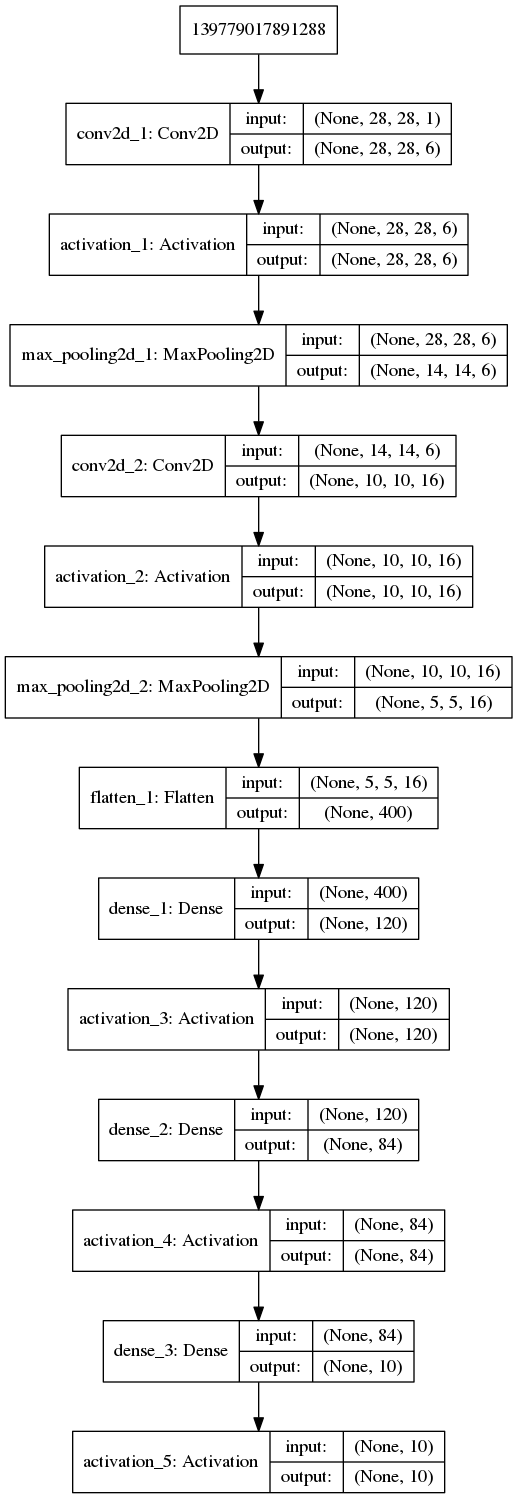 139779017891288
conv2d_1: Conv2D
input: (None, 28, 28, 1)
output: (None, 28, 28, 6)
activation_1: Activation
input: (None, 28, 28, 6)
output: (None, 28, 28, 6)
max_pooling2d_1: MaxPooling2D
input: (None, 28, 28, 6)
output: (None, 14, 14, 6)
conv2d_2: Conv2D
input: (None, 14, 14, 6)
output: (None, 10, 10, 16)
activation_2: Activation
input: (None, 10, 10, 16)
output: (None, 10, 10, 16)
max_pooling2d_2: MaxPooling2D
input: (None, 10, 10, 16)
output: (None, 5, 5, 16)
flatten_1: Flatten
input: (None, 5, 5, 16)
output: (None, 400)
dense_1: Dense
input: (None, 400)
output: (None, 120)
activation_3: Activation
input: (None, 120)
output: (None, 120)
dense_2: Dense
input: (None, 120)
output: (None, 84)
activation_4: Activation
input: (None, 84)
output: (None, 84)
dense_3: Dense
input: (None, 84)
output: (None, 10)
activation_5: Activation
input: (None, 10)
output: (None, 10)